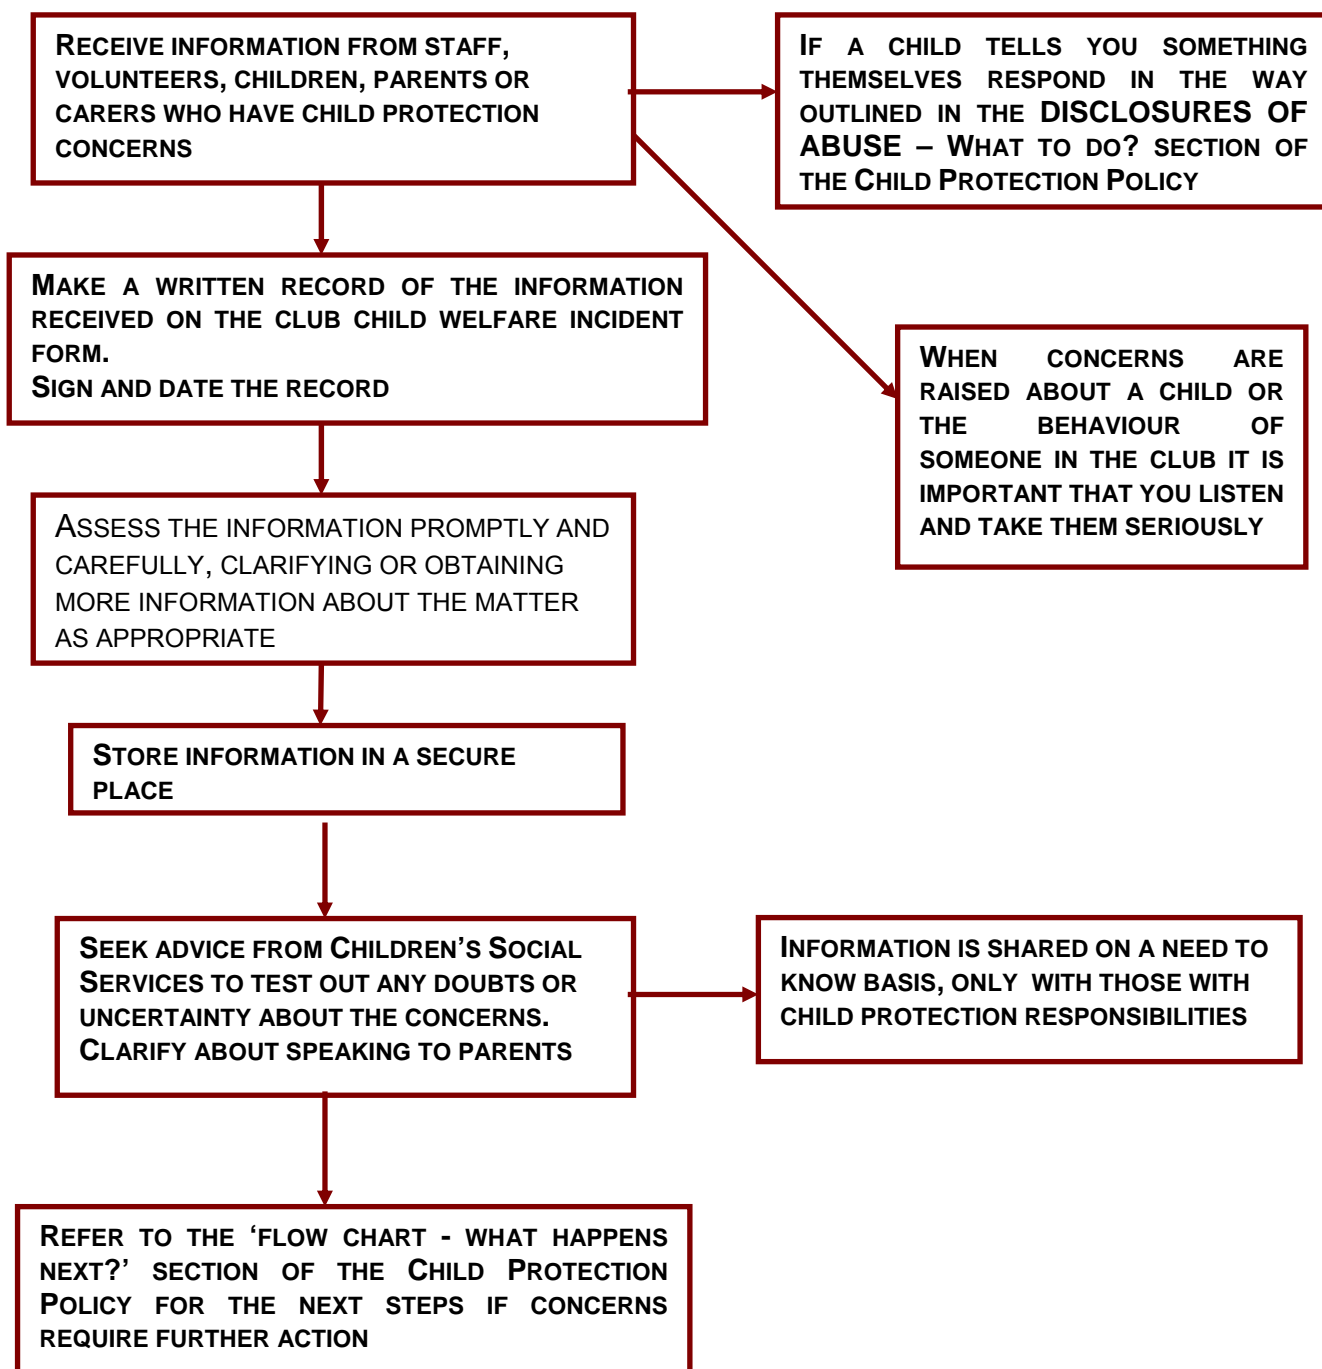 RECEIVE INFORMATION FROM STAFF,
VOLUNTEERS, CHILDREN, PARENTS OR
CARERS WHO HAVE CHILD PROTECTION
CONCERNS
IF A CHILD TELLS YOU SOMETHING
THEMSELVES RESPOND IN THE WAY
OUTLINED IN THE DISCLOSURES OF
ABUSE – WHAT TO DO? SECTION OF
THE CHILD PROTECTION POLICY
MAKE A WRITTEN RECORD OF THE INFORMATION
RECEIVED ON THE CLUB CHILD WELFARE INCIDENT
FORM.
SIGN AND DATE THE RECORD
WHEN CONCERNS ARE
RAISED ABOUT A CHILD OR
THE BEHAVIOUR OF
SOMEONE IN THE CLUB IT IS
IMPORTANT THAT YOU LISTEN
AND TAKE THEM SERIOUSLY
ASSESS THE INFORMATION PROMPTLY AND
CAREFULLY, CLARIFYING OR OBTAINING
MORE INFORMATION ABOUT THE MATTER
AS APPROPRIATE
STORE INFORMATION IN A SECURE
PLACE
SEEK ADVICE FROM CHILDREN’S SOCIAL
SERVICES TO TEST OUT ANY DOUBTS OR
UNCERTAINTY ABOUT THE CONCERNS.
CLARIFY ABOUT SPEAKING TO PARENTS
INFORMATION IS SHARED ON A NEED TO
KNOW BASIS, ONLY WITH THOSE WITH
CHILD PROTECTION RESPONSIBILITIES
REFER TO THE ‘FLOW CHART - WHAT HAPPENS
NEXT?’ SECTION OF THE CHILD PROTECTION
POLICY FOR THE NEXT STEPS IF CONCERNS
REQUIRE FURTHER ACTION